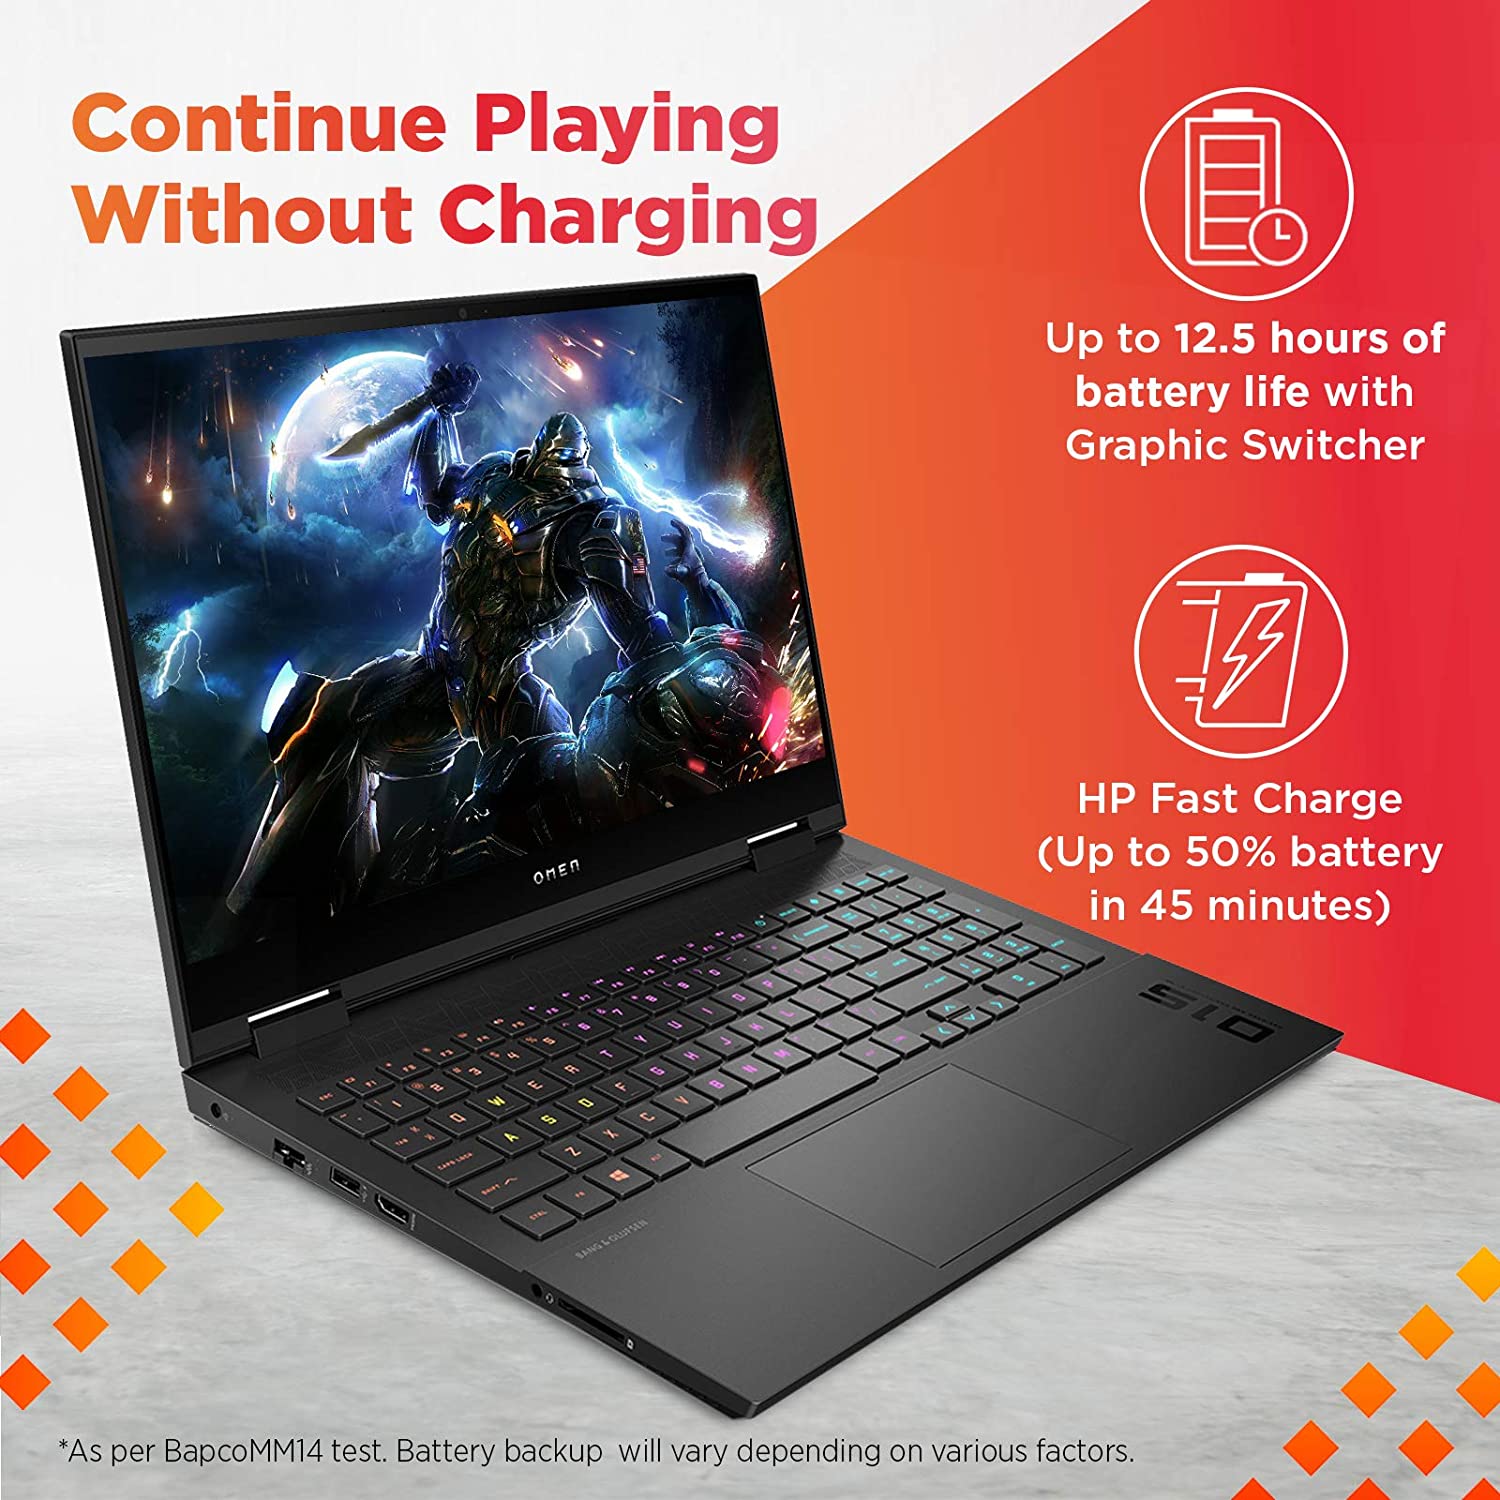 Continue Playing
Without Charging
Up to 12.5 hours of
battery life with
Graphic Switcher
HP Fast Charge
(Up to 50% battery
in 45 minutes)
OMEN
BANG & OLUFSEN
*As per BapcoMM14 test. Battery backup will vary depending on various factors.